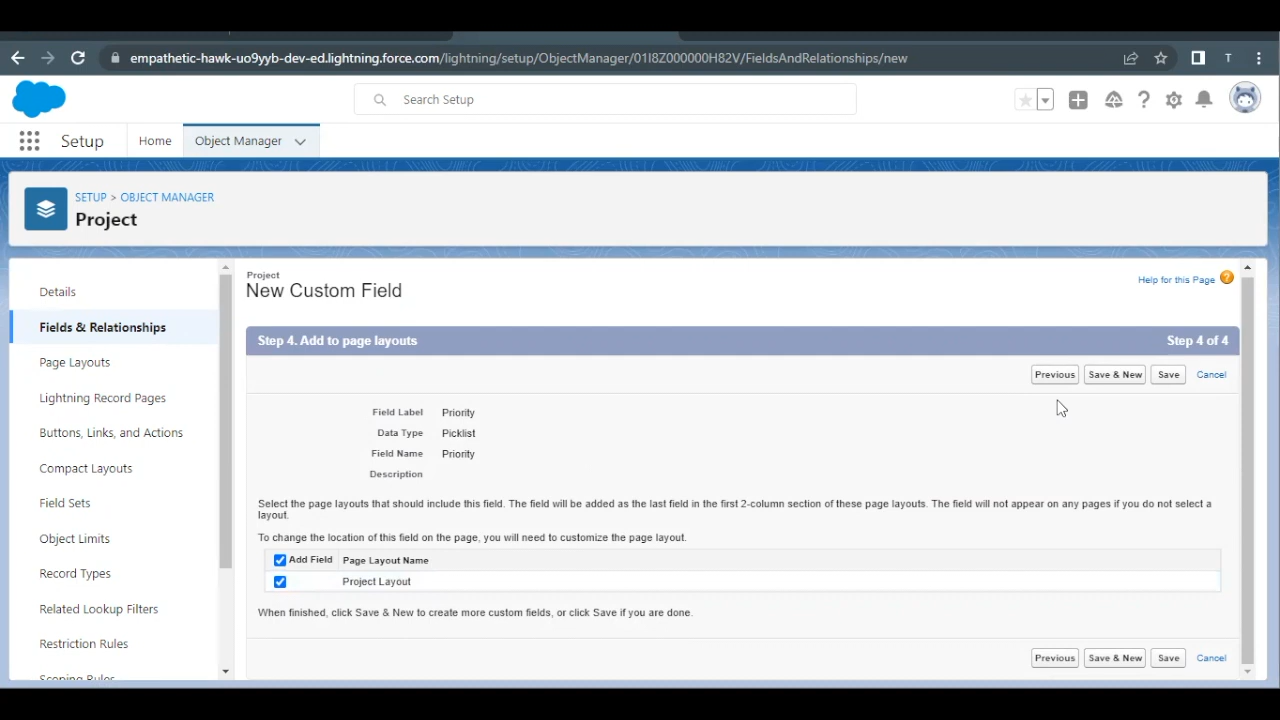 empathetic-hawk-uo9yyb-dev-ed.lightning.force.com/lightning/setup/ObjectManager/01I8Z000000H82V/FieldsAndRelationships/new
T
Search Setup
Setup
Home
Object Manager
SETUP > OBJECT MANAGER
Project
Details
Fields & Relationships
Page Layouts
Lightning Record Pages
Buttons, Links, and Actions
Compact Layouts
Field Sets
Object Limits
Record Types
Related Lookup Filters
Restriction Rules
Scoping Rules
Project
New Custom Field
Help for this Page
Step 4. Add to page layouts
Step 4 of 4
Previous Save & New Save Cancel
Field Label Priority
Data Type Picklist
Field Name Priority
Description
Select the page layouts that should include this field. The field will be added as the last field in the first 2-column section of these page layouts. The field will not appear on any pages if you do not select a
layout.
To change the location of this field on the page, you will need to customize the page layout.
Add Field Page Layout Name
Project Layout
When finished, click Save & New to create more custom fields, or click Save if you are done.
Previous Save & New Save Cancel